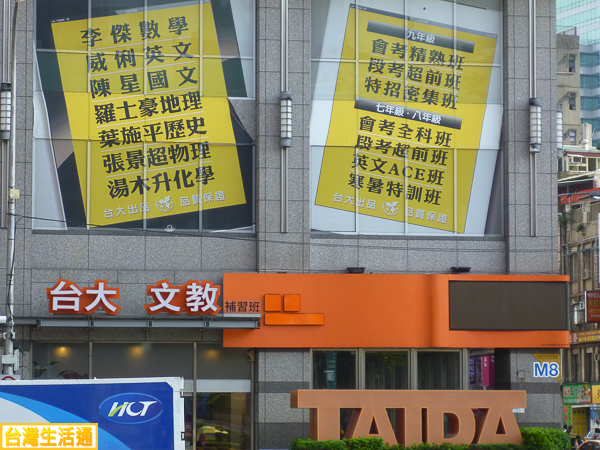 李傑數學
威俐英文
陳星國文
羅士豪地理
葉施平歷史
張景超物理
湯木升化學
台大出品 品質保證
九年級
會考精熟班
段考超前班
特招密集班
七年級・八年級
會考全科班
段考超前班
英文ACE班
寒暑特訓班
台大出品 品質保證
台大 文教 補習班
M8
TAIDA
HCT
台灣生活通